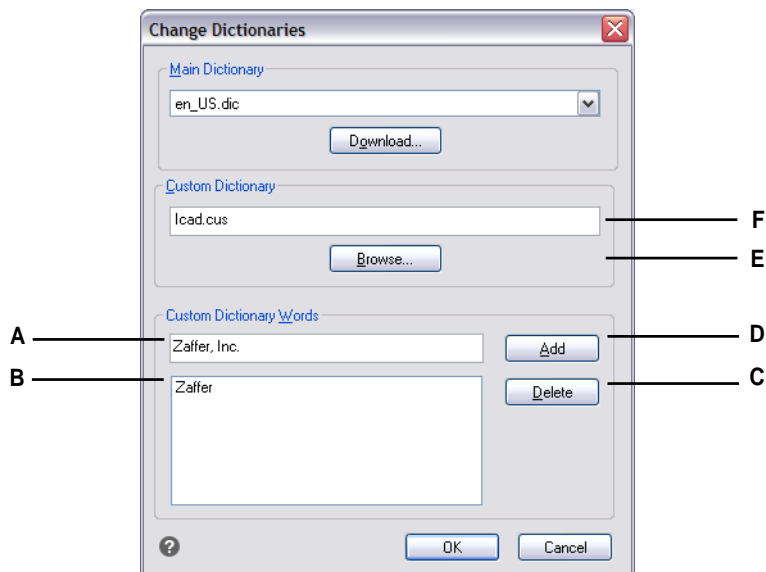 Change Dictionaries
Main Dictionary
en_US.dic
Download...
Custom Dictionary
Icad.cus
F
Browse...
E
Custom Dictionary Words
A
Zaffer, Inc.
Add
D
B
Zaffer
Delete
C
?
OK
Cancel